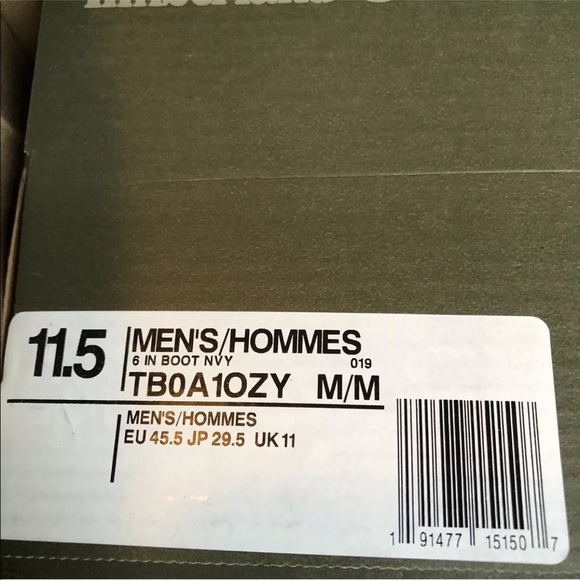 Timberland
11.5
MEN'S/HOMMES
6 IN BOOT NVY 019
TB0A1OZY M/M
MEN'S/HOMMES
EU 45.5 JP 29.5 UK 11
1 91477 15150 7